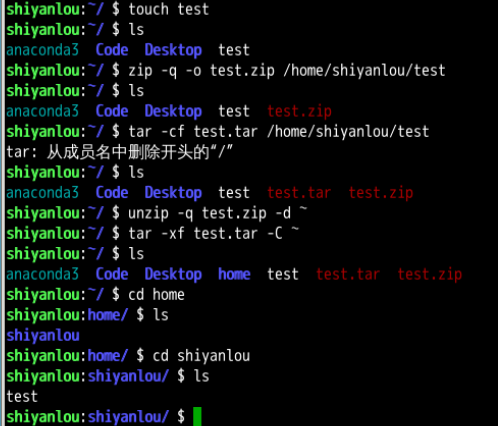 shiyanlou:~/ $ touch test
shiyanlou:~/ $ ls
anaconda3  Code  Desktop  test
shiyanlou:~/ $ zip -q -o test.zip /home/shiyanlou/test
shiyanlou:~/ $ ls
anaconda3  Code  Desktop  test  test.zip
shiyanlou:~/ $ tar -cf test.tar /home/shiyanlou/test
tar: 从成员名中删除开头的“/”
shiyanlou:~/ $ ls
anaconda3  Code  Desktop  test  test.tar  test.zip
shiyanlou:~/ $ unzip -q test.zip -d ~
shiyanlou:~/ $ tar -xf test.tar -C ~
shiyanlou:~/ $ ls
anaconda3  Code  Desktop  home  test  test.tar  test.zip
shiyanlou:~/ $ cd home
shiyanlou:home/ $ ls
shiyanlou
shiyanlou:home/ $ cd shiyanlou
shiyanlou:shiyanlou/ $ ls
test
shiyanlou:shiyanlou/ $